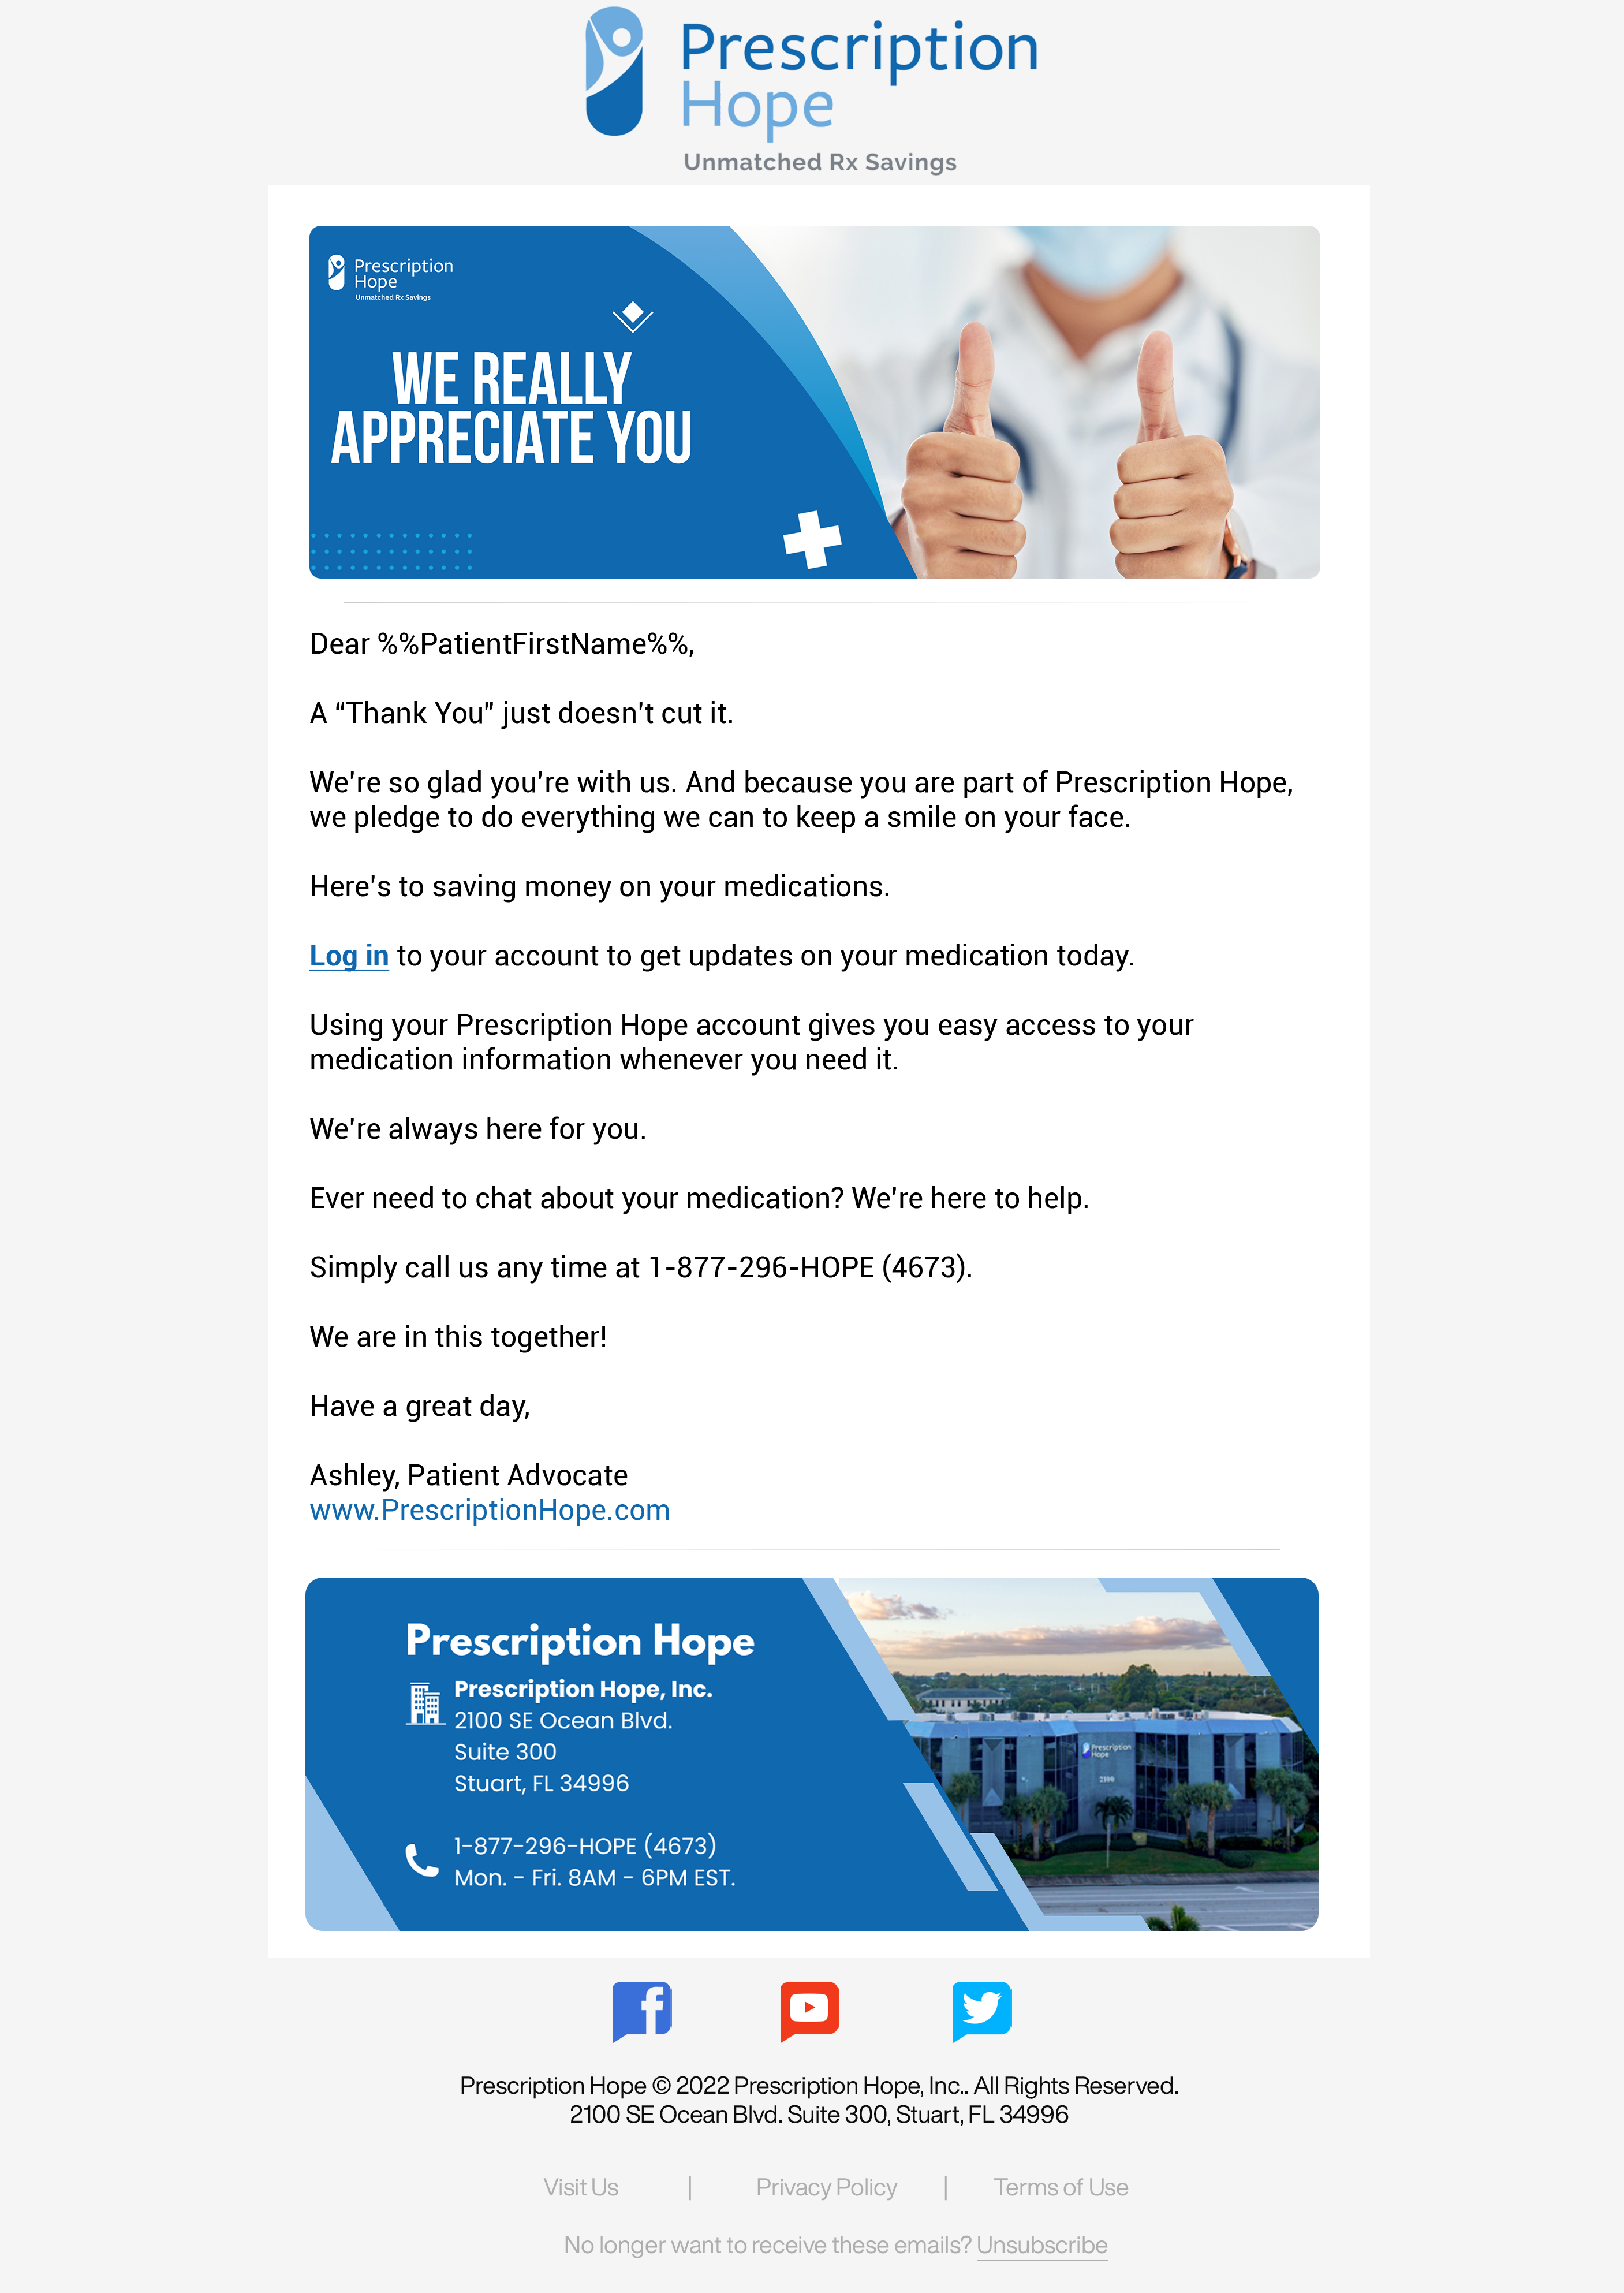 Prescription
Hope
Unmatched Rx Savings
Prescription
Hope
Unmatched Rx Savings
WE REALLY
APPRECIATE YOU
Dear %%PatientFirstName%%,
A “Thank You” just doesn't cut it.
We're so glad you're with us. And because you are part of Prescription Hope,
we pledge to do everything we can to keep a smile on your face.
Here's to saving money on your medications.
Log in to your account to get updates on your medication today.
Using your Prescription Hope account gives you easy access to your
medication information whenever you need it.
We're always here for you.
Ever need to chat about your medication? We're here to help.
Simply call us any time at 1-877-296-HOPE (4673).
We are in this together!
Have a great day,
Ashley, Patient Advocate
www.PrescriptionHope.com
Prescription Hope
Prescription Hope, Inc.
2100 SE Ocean Blvd.
Suite 300
Stuart, FL 34996
1-877-296-HOPE (4673)
Mon. - Fri. 8AM - 6PM EST.
Prescription
Hope
2100
Prescription Hope © 2022 Prescription Hope, Inc.. All Rights Reserved.
2100 SE Ocean Blvd. Suite 300, Stuart, FL 34996
Visit Us | Privacy Policy | Terms of Use
No longer want to receive these emails? Unsubscribe